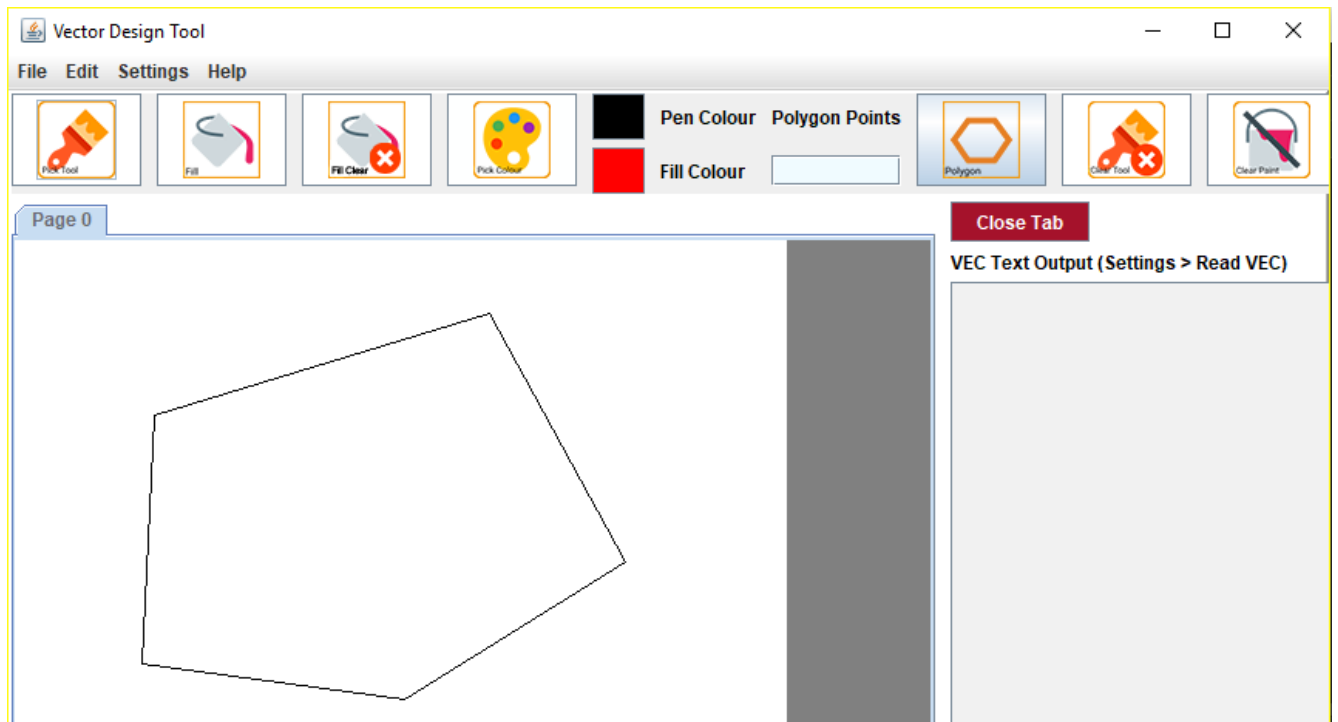 Vector Design Tool
File Edit Settings Help
Pick Tool
Fill
Fill Clear
Pick Colour
Pen Colour
Fill Colour
Polygon Points
Polygon
Clear Tool
Clear Paint
Page 0
Close Tab
VEC Text Output (Settings > Read VEC)